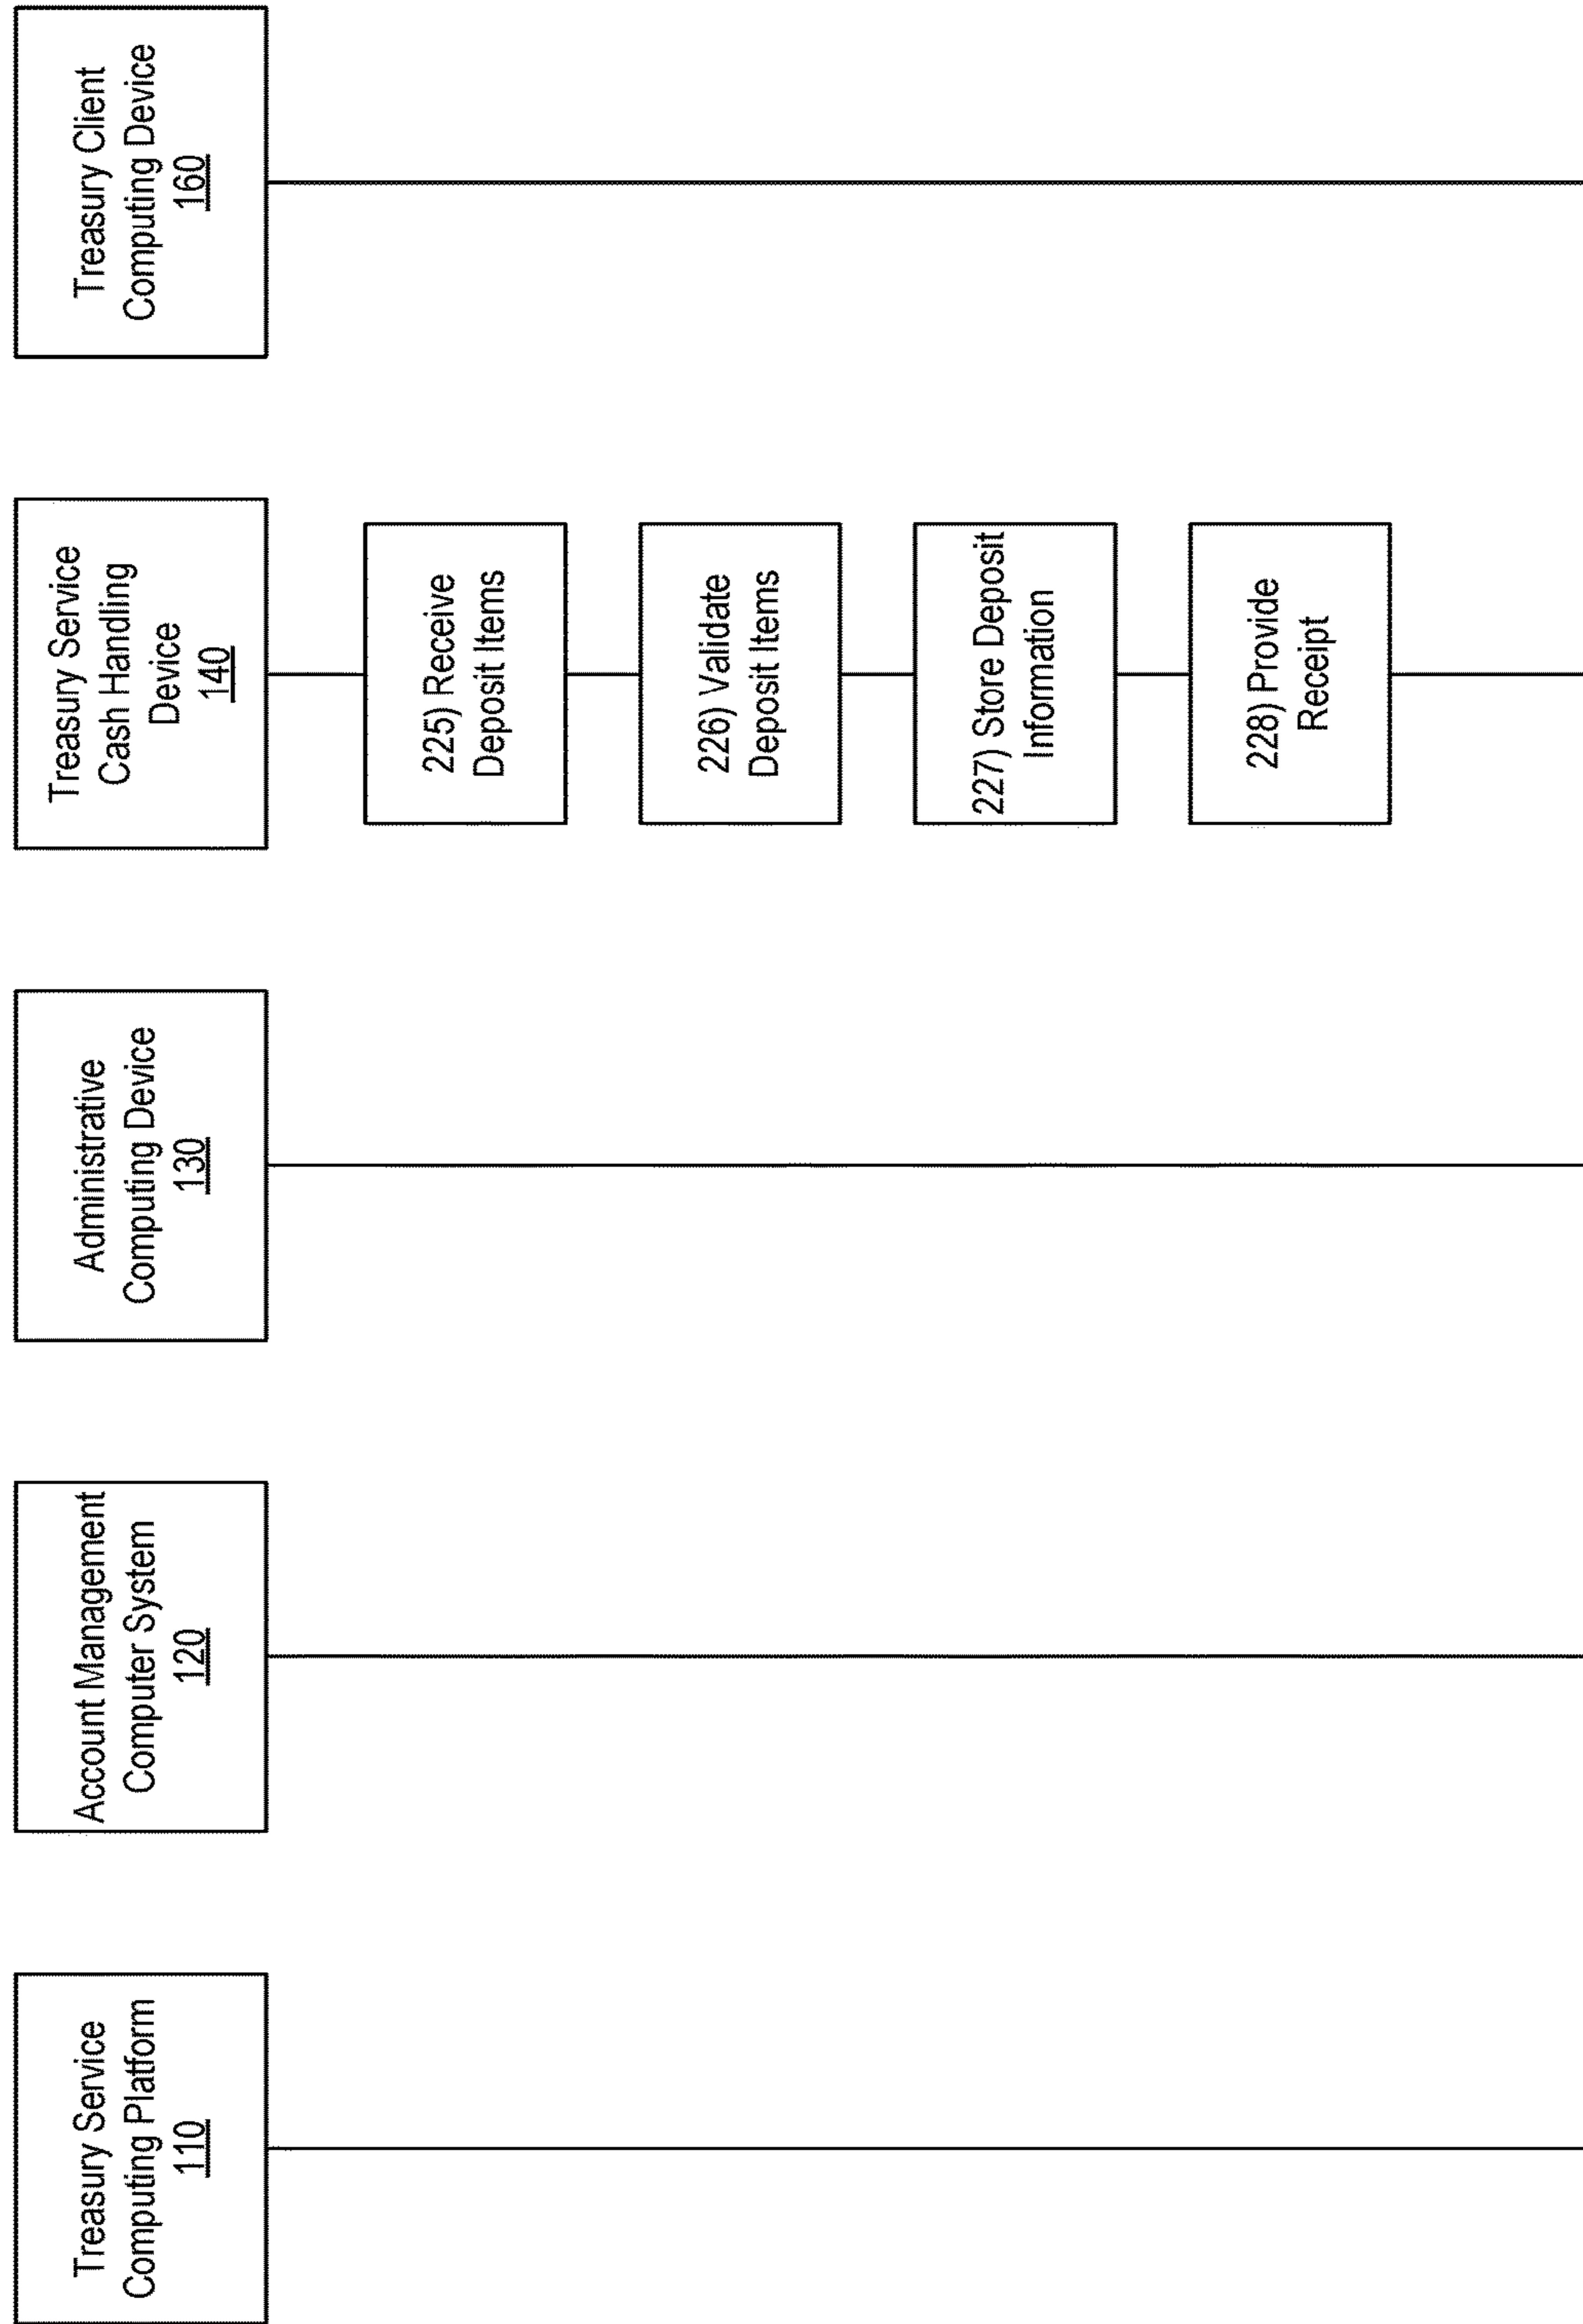 Treasury Service
Computing Platform
110
Account Management
Computer System
120
Administrative
Computing Device
130
Treasury Service
Cash Handling
Device
140
Treasury Client
Computing Device
160
225) Receive
Deposit Items
226) Validate
Deposit Items
227) Store Deposit
Information
228) Provide
Receipt